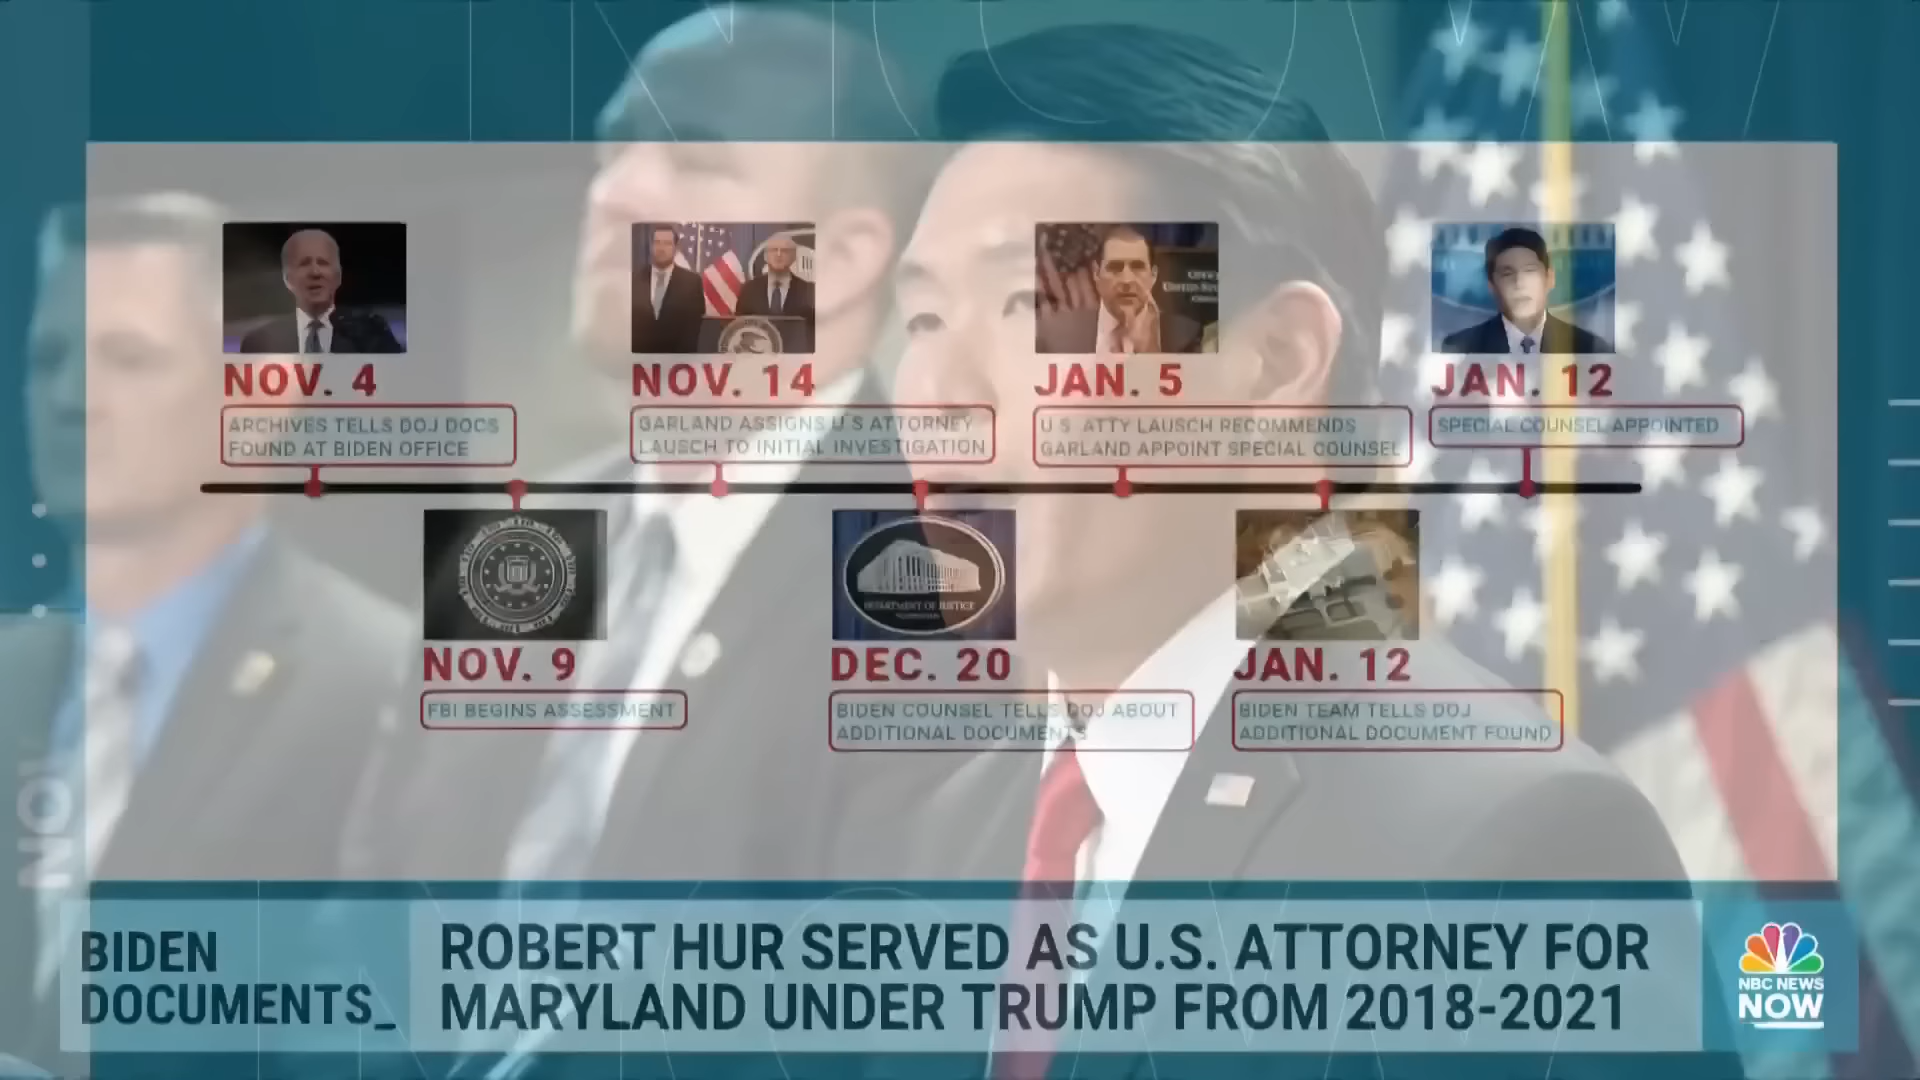 NOV. 4
ARCHIVES TELLS DOJ DOCS
FOUND AT BIDEN OFFICE
NOV. 14
GARLAND ASSIGNS U S ATTORNEY
LAUSCH TO INITIAL INVESTIGATION
JAN. 5
U S ATTY LAUSCH RECOMMENDS
GARLAND APPOINT SPECIAL COUNSEL
JAN. 12
SPECIAL COUNSEL APPOINTED
NOV. 9
FBI BEGINS ASSESSMENT
DEPARTMENT OF JUSTICE
DEC. 20
BIDEN COUNSEL TELLS DOJ ABOUT
ADDITIONAL DOCUMENTS
JAN. 12
BIDEN TEAM TELLS DOJ
ADDITIONAL DOCUMENT FOUND
BIDEN
DOCUMENTS_
ROBERT HUR SERVED AS U.S. ATTORNEY FOR
MARYLAND UNDER TRUMP FROM 2018-2021
NBC NEWS
NOW